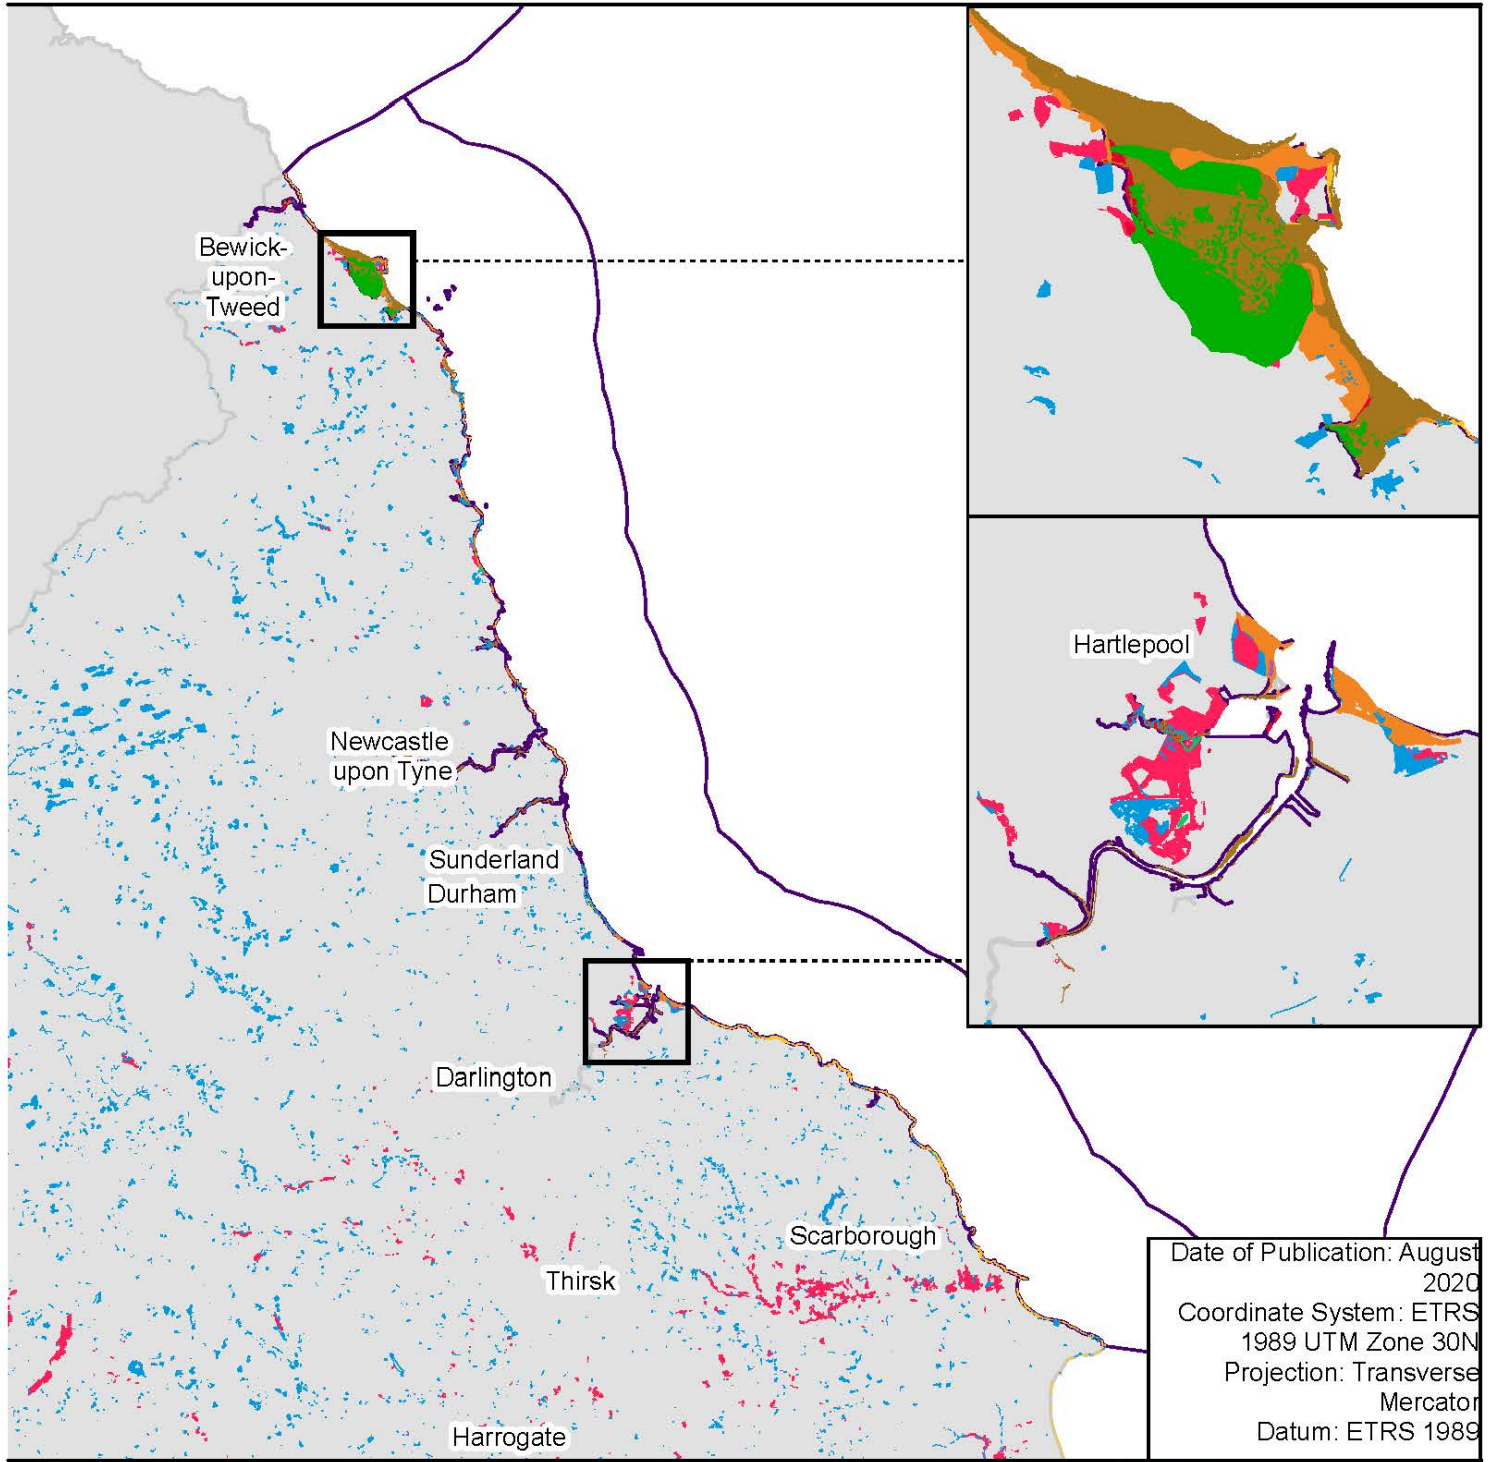 Bewick-
upon-
Tweed
Hartlepool
Newcastle
upon Tyne
Sunderland
Durham
Darlington
Scarborough
Thirsk
Harrogate
Date of Publication: August
2020
Coordinate System: ETRS
1989 UTM Zone 30N
Projection: Transverse
Mercator
Datum: ETRS 1989